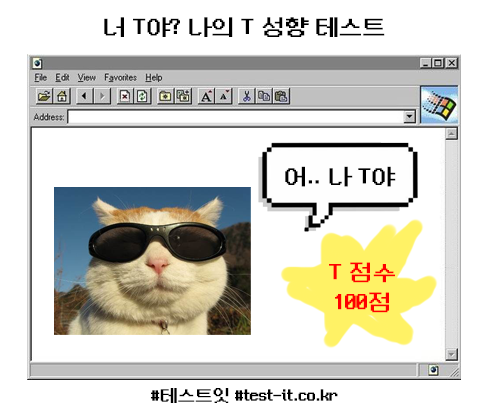 너 T야? 나의 T 성향 테스트
File Edit View Favorites Help
A A
Address:
어.. 나 T야
T 점수
100점
#테스트잇 #test-it.co.kr